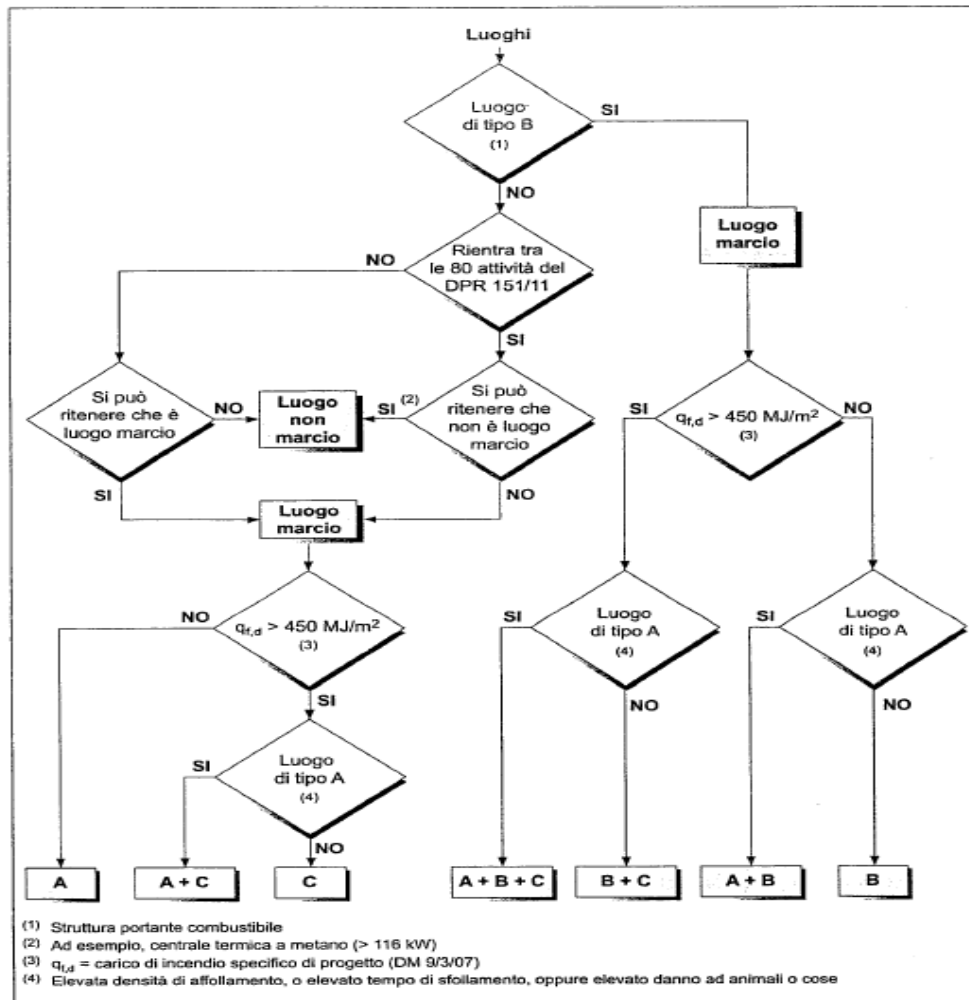 Luoghi
Luogo
di tipo B
(1)
SI
NO
Luogo
marcio
Rientra tra
le 80 attività del
DPR 151/11
NO
SI
Si può
ritenere che è
luogo marcio
NO
Luogo
non
marcio
SI (2)
Si può
ritenere che
non è luogo
marcio
SI
NO
Luogo
marcio
SI
qf,d > 450 MJ/m²
(3)
NO
NO
qf,d > 450 MJ/m²
(3)
SI
SI
Luogo
di tipo A
(4)
NO
SI
Luogo
di tipo A
(4)
NO
SI
Luogo
di tipo A
(4)
NO
A
A + C
C
A + B + C
B + C
A + B
B
(1) Struttura portante combustibile
(2) Ad esempio, centrale termica a metano (> 116 kW)
(3) qf,d = carico di incendio specifico di progetto (DM 9/3/07)
(4) Elevata densità di affollamento, o elevato tempo di sfollamento, oppure elevato danno ad animali o cose